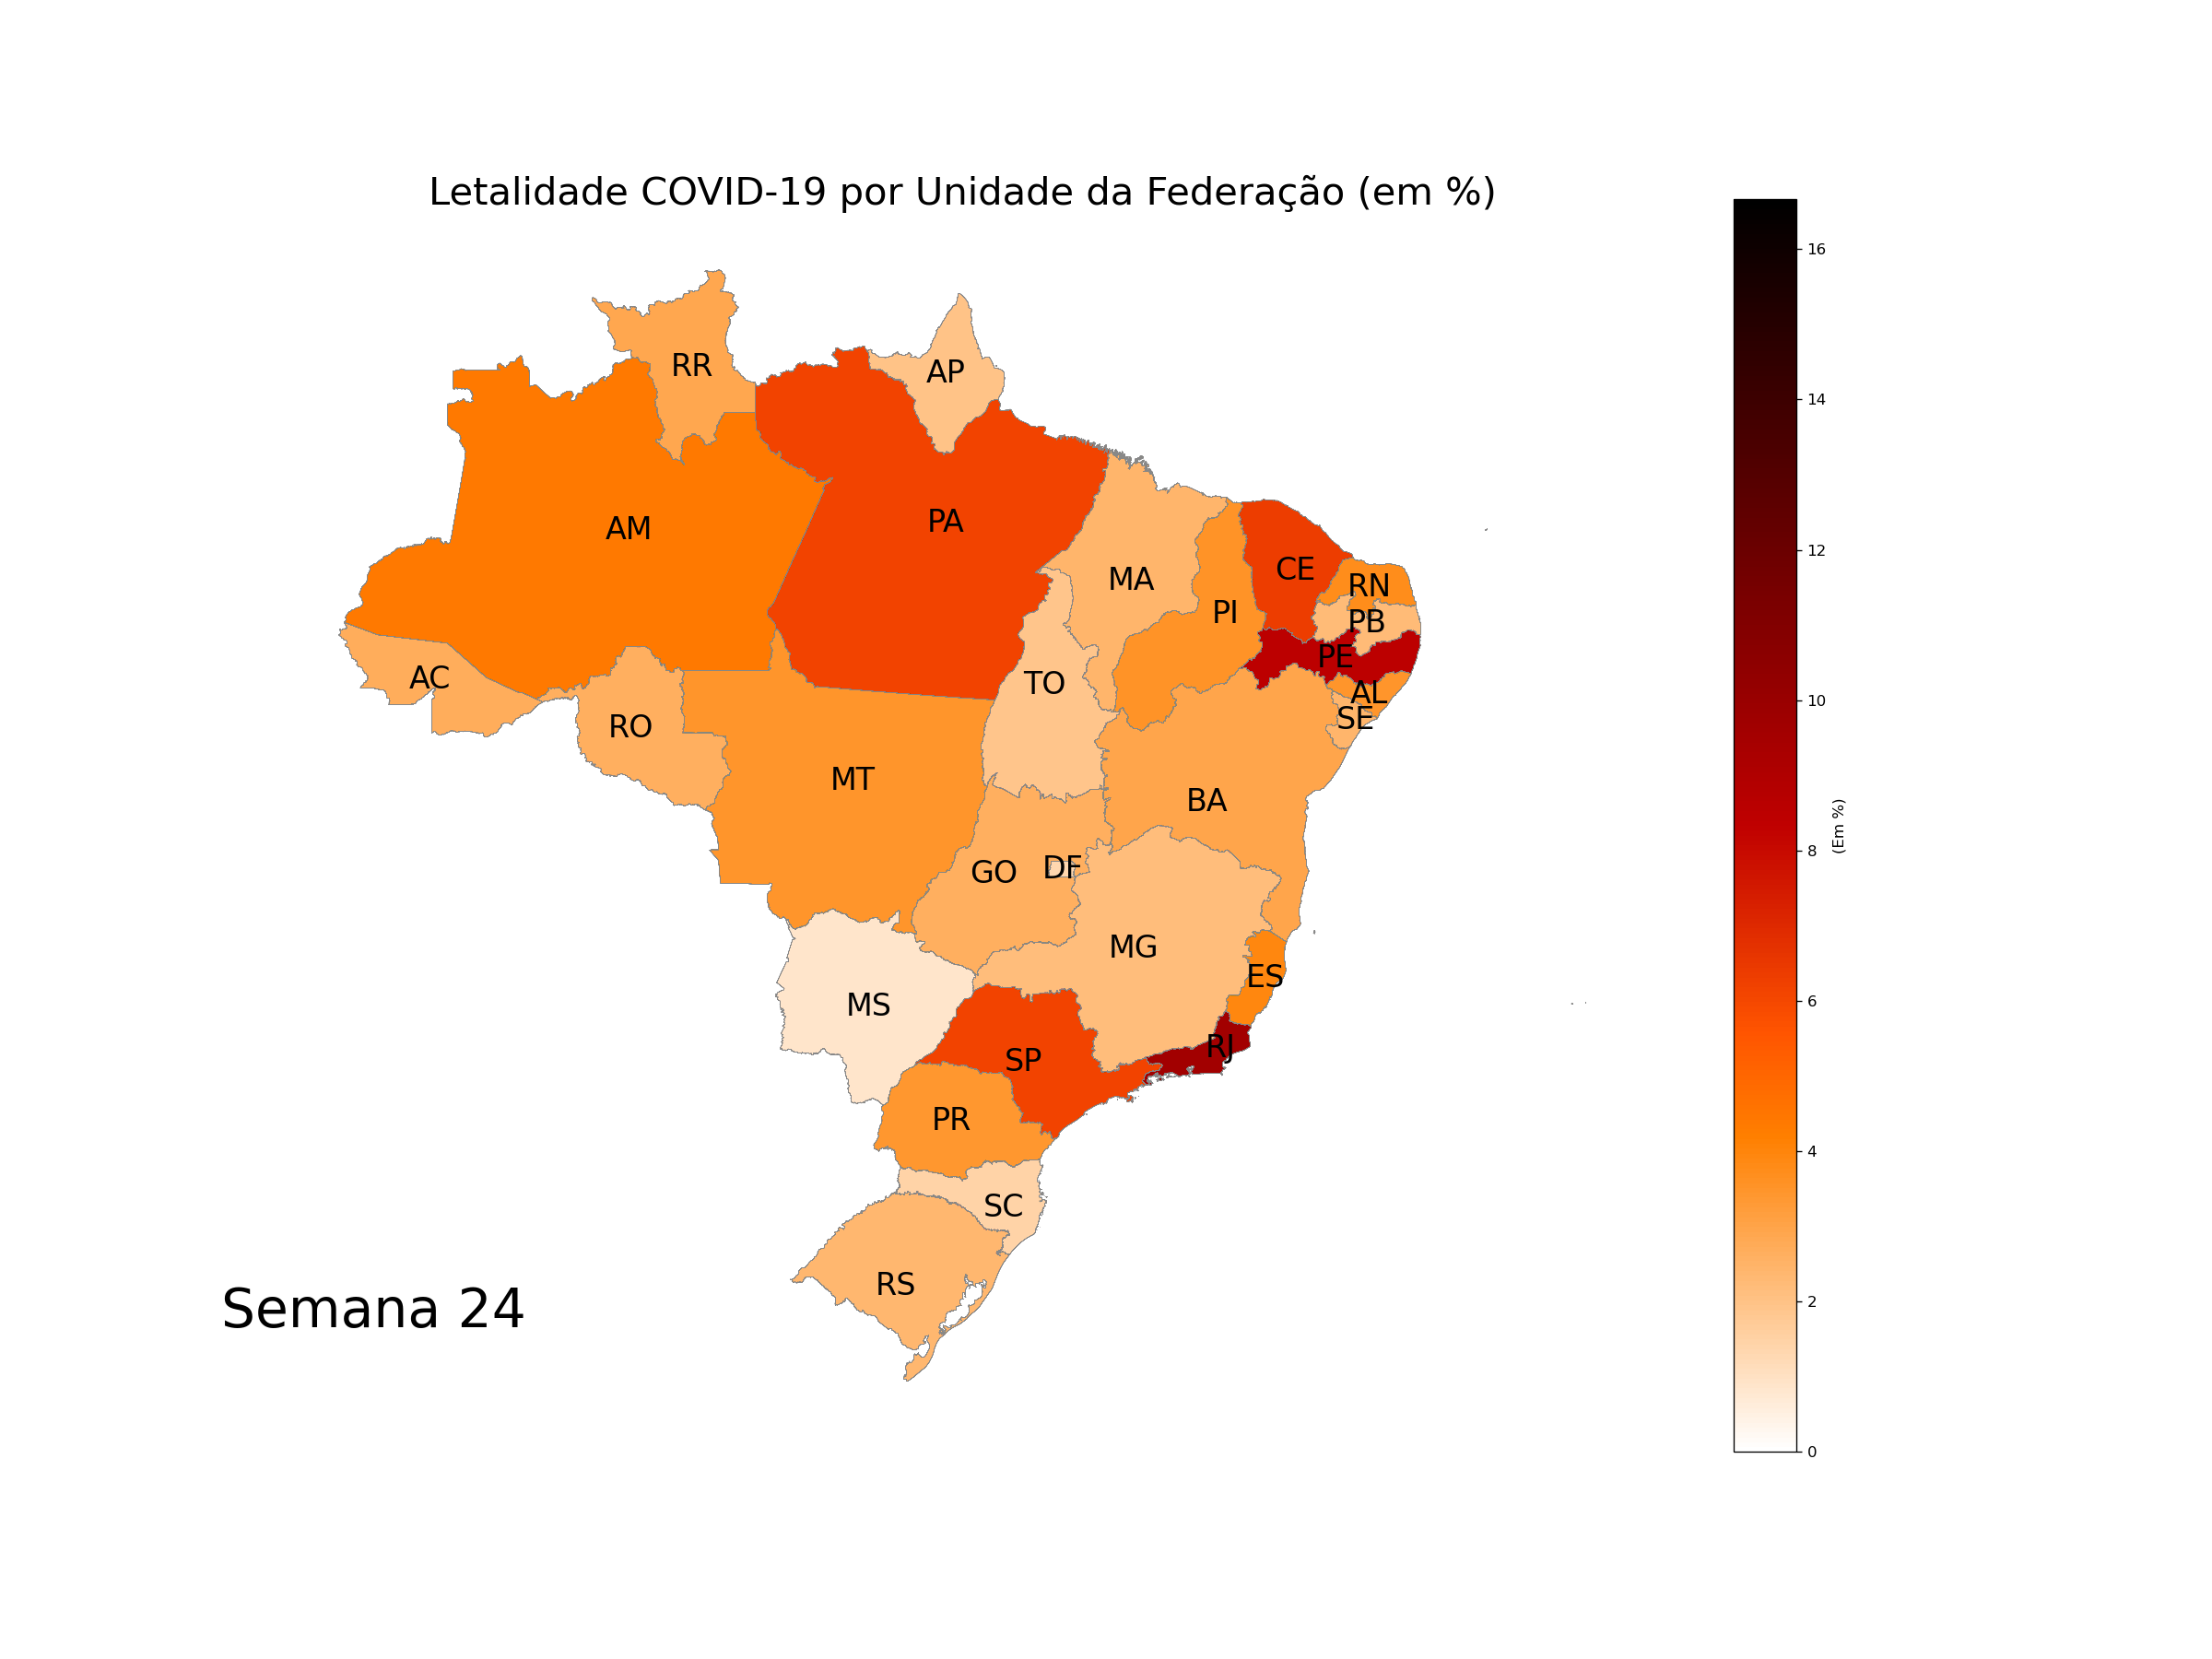 Letalidade COVID-19 por Unidade da Federação (em %)
16
14
12
10
8
6
4
2
0
(Em %)
RR
AP
AM
PA
MA
CE
RN
PI
PB
PE
AC
TO
AL
SE
RO
MT
BA
GO
DF
MG
ES
MS
RJ
SP
PR
SC
RS
Semana 24